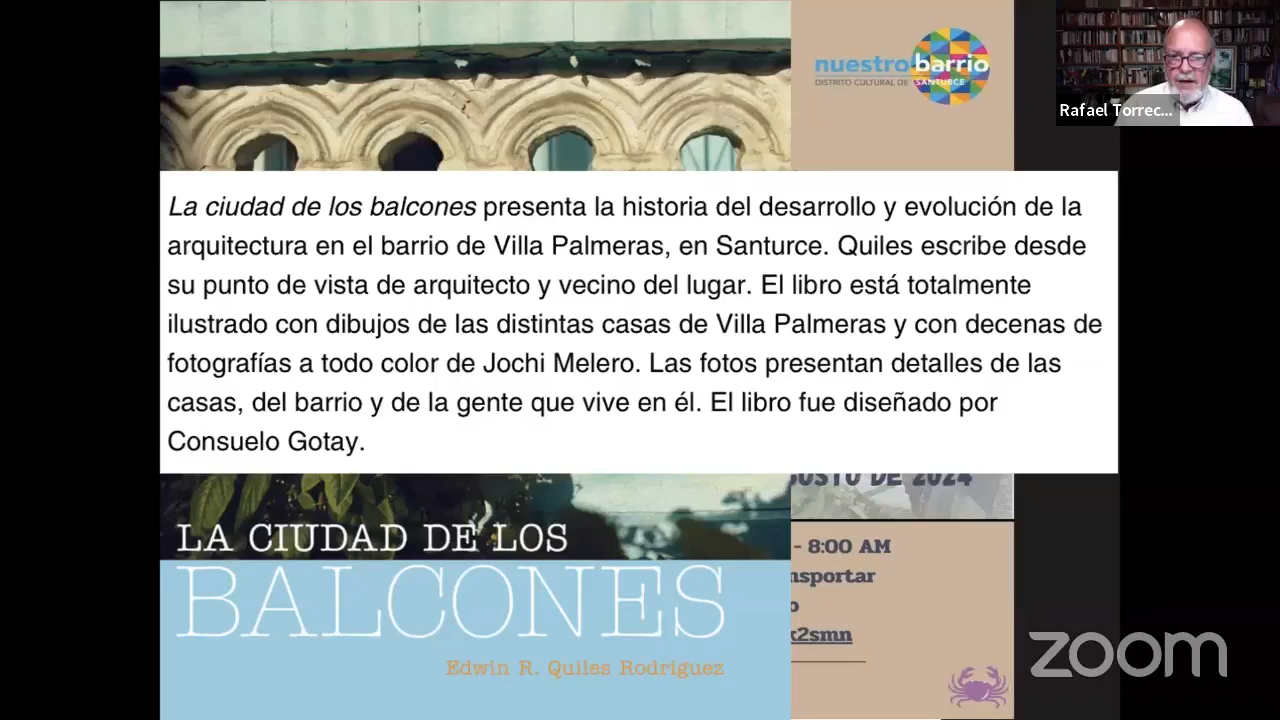 nuestrobarrio
DISTRITO CULTURAL DE SANTURCE
Rafael Torrec...
La ciudad de los balcones presenta la historia del desarrollo y evolución de la
arquitectura en el barrio de Villa Palmeras, en Santurce. Quiles escribe desde
su punto de vista de arquitecto y vecino del lugar. El libro está totalmente
ilustrado con dibujos de las distintas casas de Villa Palmeras y con decenas de
fotografías a todo color de Jochi Melero. Las fotos presentan detalles de las
casas, del barrio y de la gente que vive en él. El libro fue diseñado por
Consuelo Gotay.
DE 2024
LA CIUDAD DE LOS
BALCONES
Edwin R. Quiles Rodríguez
- 8:00 AM
k2smn
zoom